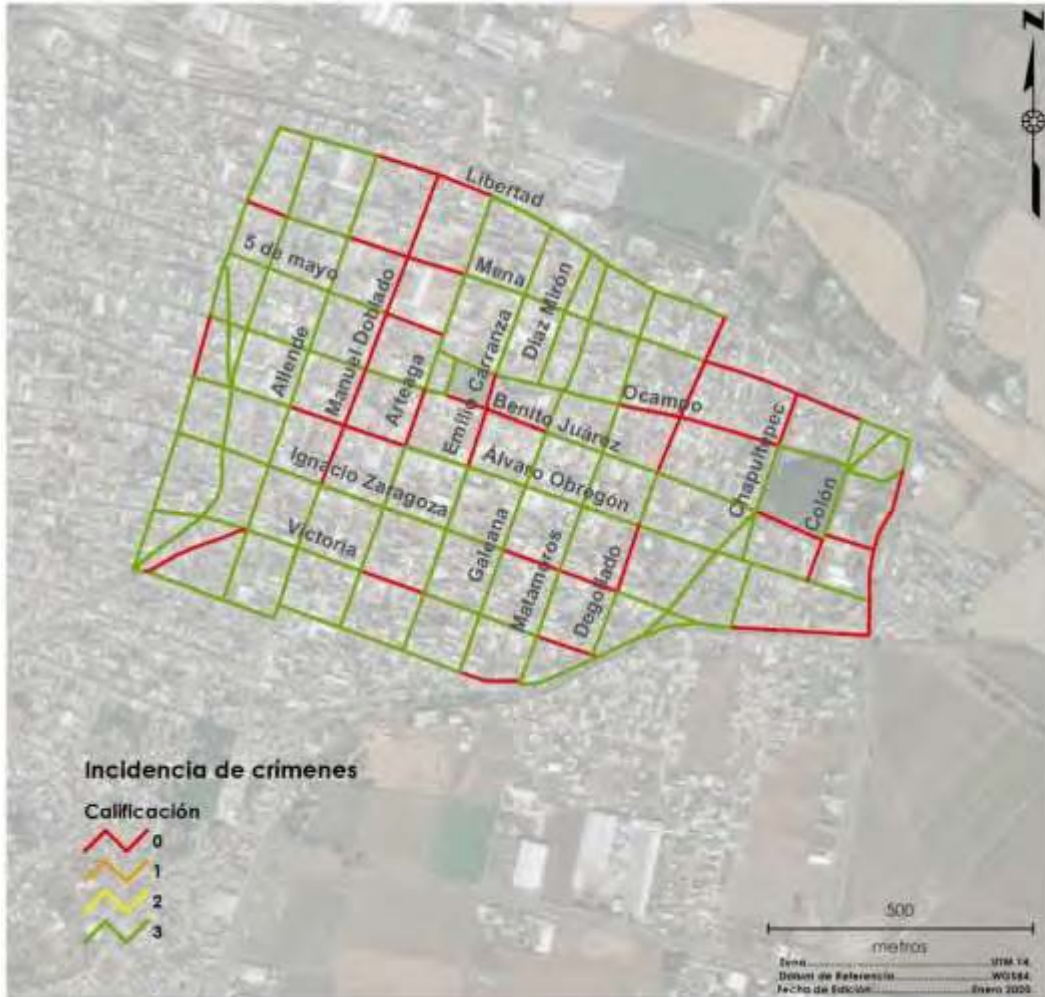 N
Libertad
5 de mayo
Mena
Díaz Mirón
Manuel Doblado
Emilio Carranza
Allende
Arteaga
Ocampo
Benito Juárez
Chapultepec
Álvaro Obregón
Ignacio Zaragoza
Colón
Victoria
Galeana
Matamoros
Degollado
Incidencia de crímenes
Calificación
0
1
2
3
500
metros
Zona UTM 14
Datum de Referencia WGS84
Fecha de Edición Enero 2020